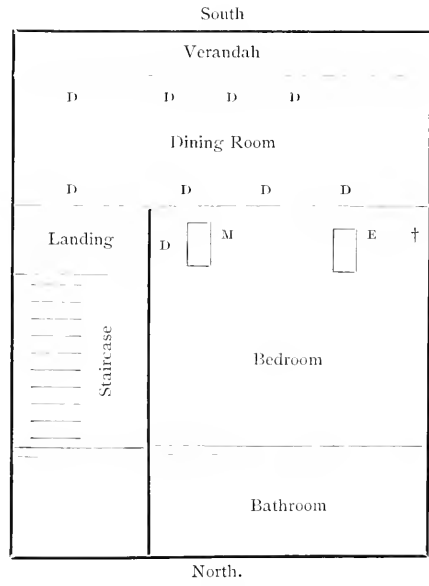 South
Verandah
D D D D
Dining Room
D D D D
Landing D M E †
Staircase
Bedroom
Bathroom
North.